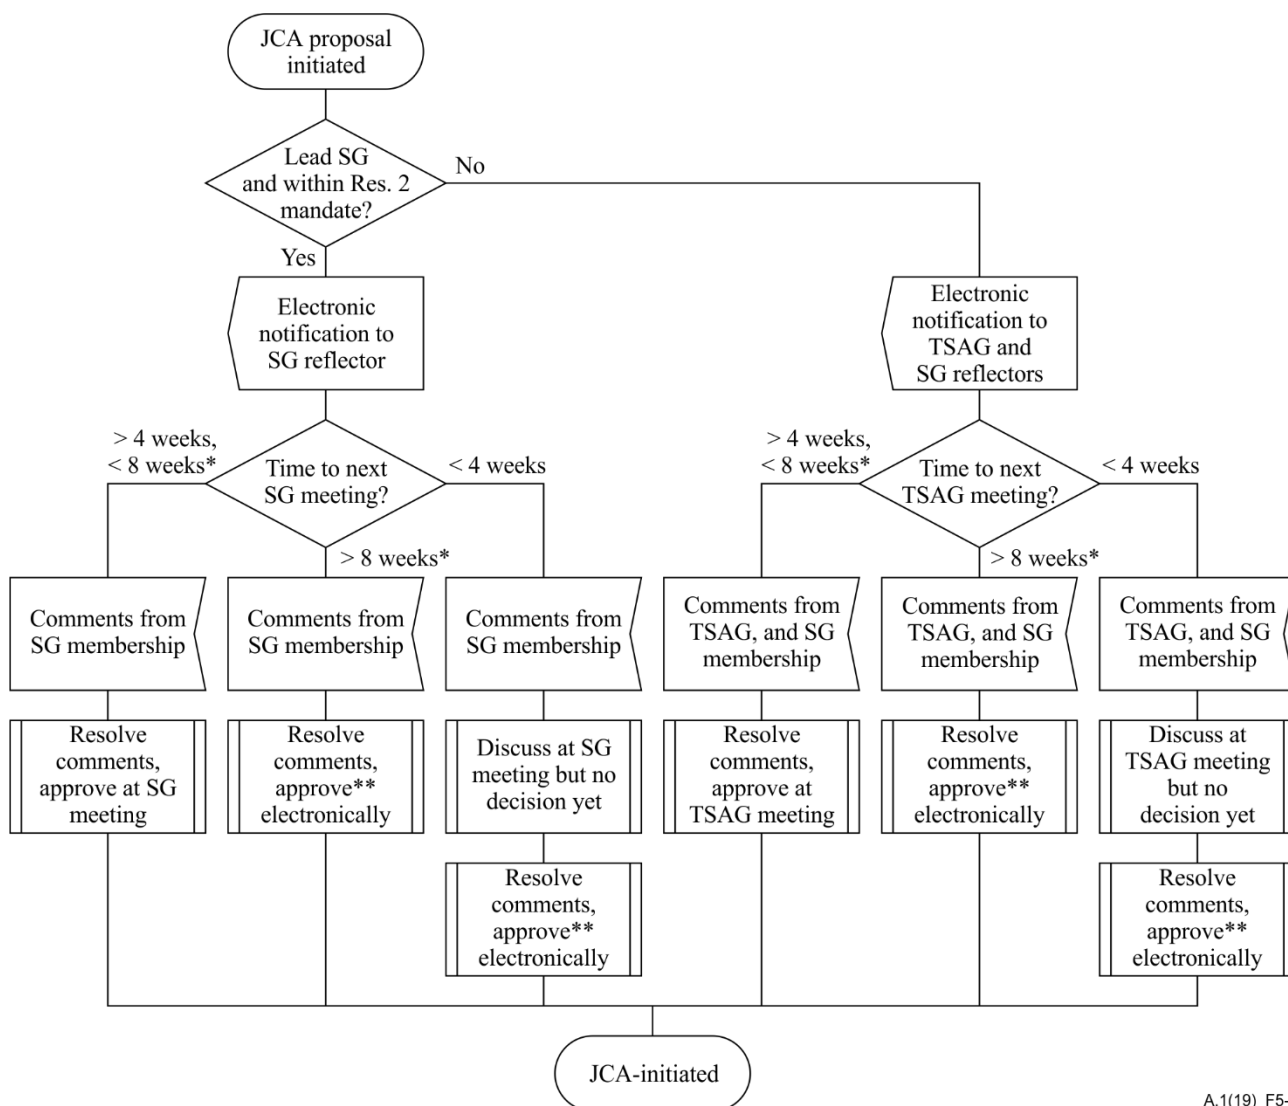 JCA proposal
initiated
Lead SG
and within Res. 2
mandate?
No
Yes
Electronic
notification to
SG reflector
Electronic
notification to
TSAG and
SG reflectors
> 4 weeks,
< 8 weeks*
Time to next
SG meeting?
< 4 weeks
> 8 weeks*
> 4 weeks,
< 8 weeks*
Time to next
TSAG meeting?
< 4 weeks
> 8 weeks*
Comments from
SG membership
Comments from
SG membership
Comments from
SG membership
Comments from
TSAG, and SG
membership
Comments from
TSAG, and SG
membership
Comments from
TSAG, and SG
membership
Resolve
comments,
approve at SG
meeting
Resolve
comments,
approve**
electronically
Discuss at SG
meeting but no
decision yet
Resolve
comments,
approve at
TSAG meeting
Resolve
comments,
approve**
electronically
Discuss at
TSAG meeting
but no
decision yet
Resolve
comments,
approve**
electronically
Resolve
comments,
approve**
electronically
JCA-initiated
A.1(19)_F5-